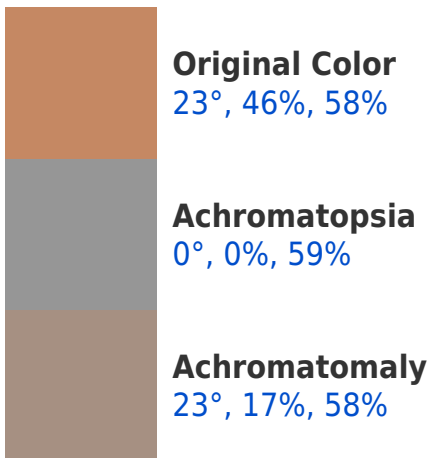 Original Color
23°, 46%, 58%
Achromatopsia
0°, 0%, 59%
Achromatomaly
23°, 17%, 58%